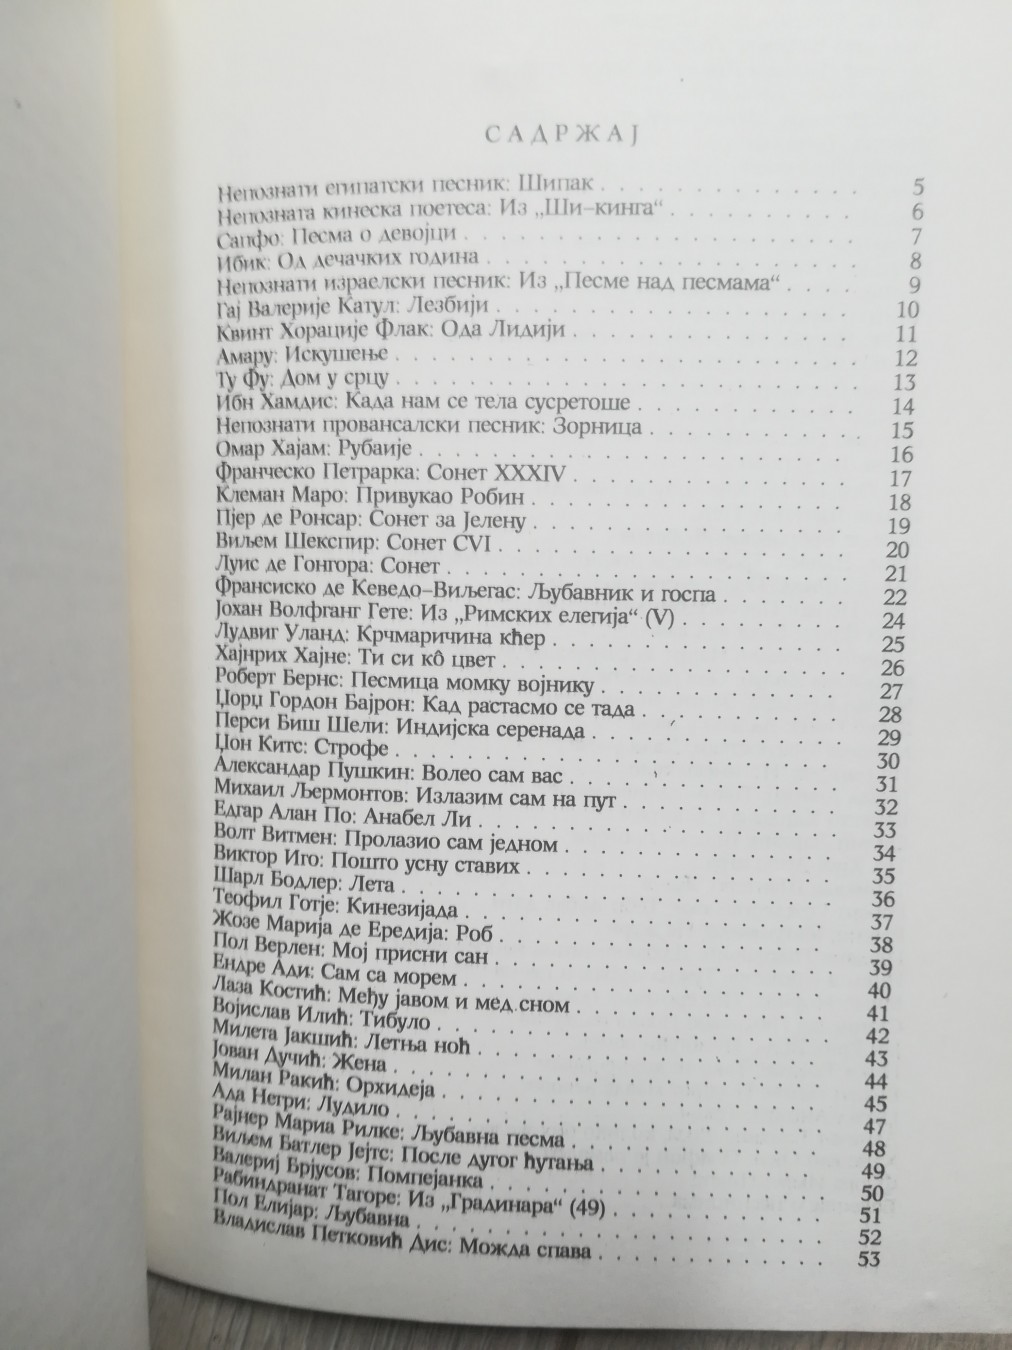 САДРЖАЈ
Непознати египатски песник: Шипак . . . . . . . . . . . . . 5
Непозната кинеска поетеса: Из „Ши–кинга“ . . . . . . . . . . 6
Сапфо: Песма о девојци . . . . . . . . . . . . . . . . . . . 7
Ибик: Од дечачких година . . . . . . . . . . . . . . . . . . 8
Непознати израелски песник: Из „Песме над песмама“ . . . . 9
Гај Валерије Катул: Лезбији . . . . . . . . . . . . . . . . . 10
Квинт Хорације Флак: Ода Лидији . . . . . . . . . . . . . . 11
Амару: Искушење . . . . . . . . . . . . . . . . . . . . . . 12
Ту Фу: Дом у срцу . . . . . . . . . . . . . . . . . . . . . . 13
Ибн Хамдис: Када нам се тела сусретоше . . . . . . . . . . . 14
Непознати провансалски песник: Зорница . . . . . . . . . . . 15
Омар Хајам: Рубаије . . . . . . . . . . . . . . . . . . . . 16
Франческо Петрарка: Сонет XXXIV . . . . . . . . . . . . . . 17
Клеман Маро: Привукао Робин . . . . . . . . . . . . . . . . 18
Пјер де Ронсар: Сонет за Јелену . . . . . . . . . . . . . . . 19
Виљем Шекспир: Сонет CVI . . . . . . . . . . . . . . . . . 20
Луис де Гонгора: Сонет . . . . . . . . . . . . . . . . . . . 21
Франсиско де Кеведо–Виљегас: Љубавник и госпа . . . . . . . 22
Јохан Волфганг Гете: Из „Римских елегија“ (V) . . . . . . . . 24
Лудвиг Уланд: Крчмаричина кћер . . . . . . . . . . . . . . . 25
Хајнрих Хајне: Ти си кô цвет . . . . . . . . . . . . . . . . . 26
Роберт Бернс: Песмица момку војнику . . . . . . . . . . . . 27
Џорџ Гордон Бајрон: Кад растасмо се тада . . . . . . . . . . 28
Перси Биш Шели: Индијска серенада . . . . . . . . . . . . . 29
Џон Китс: Строфе . . . . . . . . . . . . . . . . . . . . . . 30
Александар Пушкин: Волео сам вас . . . . . . . . . . . . . . 31
Михаил Љермонтов: Излазим сам на пут . . . . . . . . . . . 32
Едгар Алан По: Анабел Ли . . . . . . . . . . . . . . . . . . 33
Волт Витмен: Пролазио сам једном . . . . . . . . . . . . . . 34
Виктор Иго: Пошто усну ставих . . . . . . . . . . . . . . . 35
Шарл Бодлер: Лета . . . . . . . . . . . . . . . . . . . . . 36
Теофил Готје: Кинезијада . . . . . . . . . . . . . . . . . . 37
Жозе Марија де Ередија: Роб . . . . . . . . . . . . . . . . 38
Пол Верлен: Мој присни сан . . . . . . . . . . . . . . . . . 39
Ендре Ади: Сам са морем . . . . . . . . . . . . . . . . . . 40
Лаза Костић: Међу јавом и мед сном . . . . . . . . . . . . . 41
Војислав Илић: Тибуло . . . . . . . . . . . . . . . . . . . 42
Милета Јакшић: Летња ноћ . . . . . . . . . . . . . . . . . 43
Јован Дучић: Жена . . . . . . . . . . . . . . . . . . . . . 44
Милан Ракић: Орхидеја . . . . . . . . . . . . . . . . . . . 45
Ада Негри: Лудило . . . . . . . . . . . . . . . . . . . . . 47
Рајнер Мариа Рилке: Љубавна песма . . . . . . . . . . . . . 48
Виљем Батлер Јејтс: После дугог ћутања . . . . . . . . . . . 49
Валериј Брјусов: Помпејанка . . . . . . . . . . . . . . . . . 50
Рабиндранат Тагоре: Из „Градинара“ (49) . . . . . . . . . . . 51
Пол Елијар: Љубавна . . . . . . . . . . . . . . . . . . . . 52
Владислав Петковић Дис: Можда спава . . . . . . . . . . . . 53